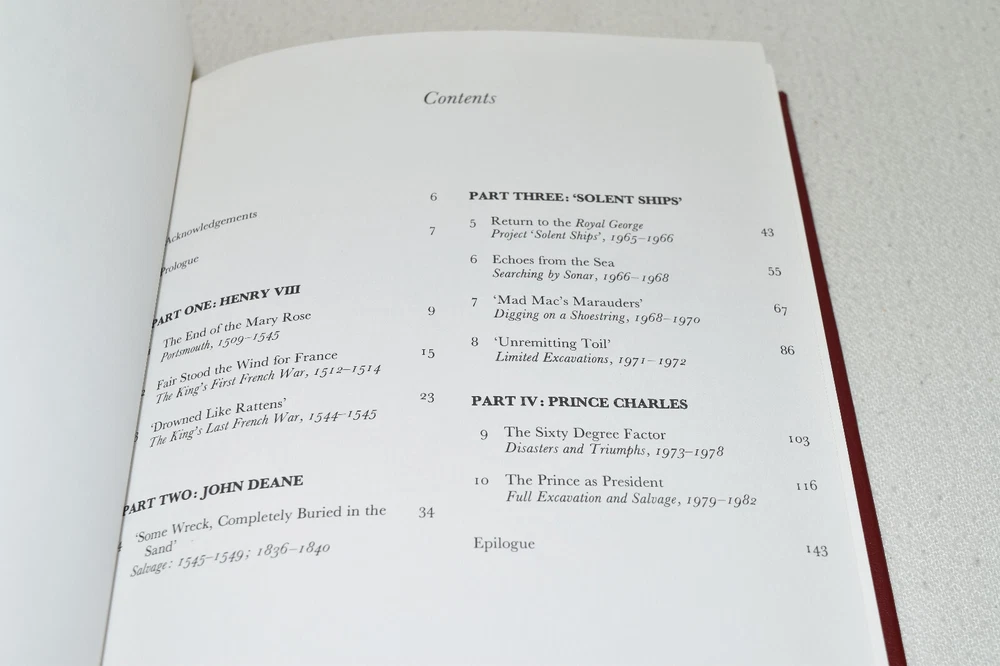 Contents
Acknowledgements 6
Prologue 7
PART ONE: HENRY VIII
1 The End of the Mary Rose 9
Portsmouth, 1509–1545
2 Fair Stood the Wind for France 15
The King's First French War, 1512–1514
3 'Drowned Like Rattens' 23
The King's Last French War, 1544–1545
PART TWO: JOHN DEANE
4 'Some Wreck, Completely Buried in the 34
Sand'
Salvage: 1545–1549; 1836–1840
PART THREE: 'SOLENT SHIPS'
5 Return to the Royal George 43
Project 'Solent Ships', 1965–1966
6 Echoes from the Sea 55
Searching by Sonar, 1966–1968
7 'Mad Mac's Marauders' 67
Digging on a Shoestring, 1968–1970
8 'Unremitting Toil' 86
Limited Excavations, 1971–1972
PART IV: PRINCE CHARLES
9 The Sixty Degree Factor 103
Disasters and Triumphs, 1973–1978
10 The Prince as President 116
Full Excavation and Salvage, 1979–1982
Epilogue 143